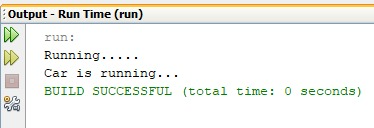 Output - Run Time (run)
run:
Running.....
Car is running...
BUILD SUCCESSFUL (total time: 0 seconds)